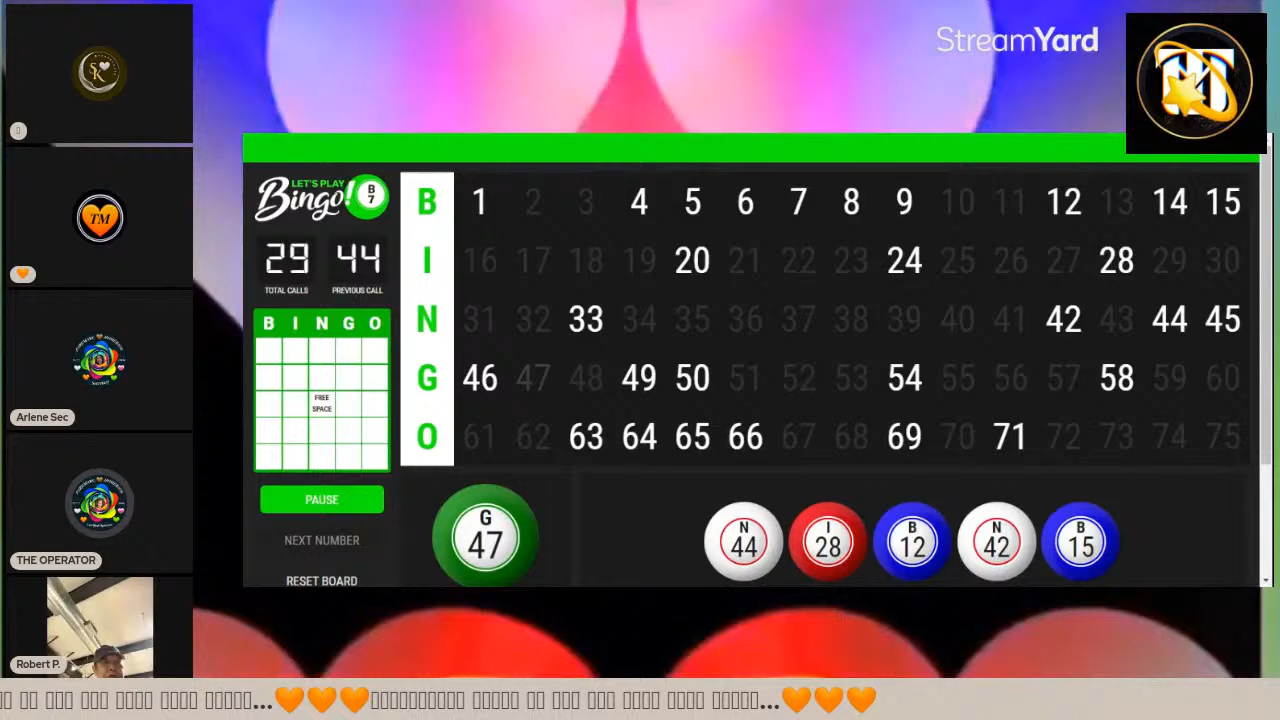 StreamYard
SK
TM
Arlene Sec
THE OPERATOR
Robert P.
LET'S PLAY
Bingo!
B
7
29 44
TOTAL CALLS PREVIOUS CALL
B I N G O
FREE
SPACE
PAUSE
NEXT NUMBER
RESET BOARD
B 1 2 3 4 5 6 7 8 9 10 11 12 13 14 15
I 16 17 18 19 20 21 22 23 24 25 26 27 28 29 30
N 31 32 33 34 35 36 37 38 39 40 41 42 43 44 45
G 46 47 48 49 50 51 52 53 54 55 56 57 58 59 60
O 61 62 63 64 65 66 67 68 69 70 71 72 73 74 75
G
47
N
44
I
28
B
12
N
42
B
15